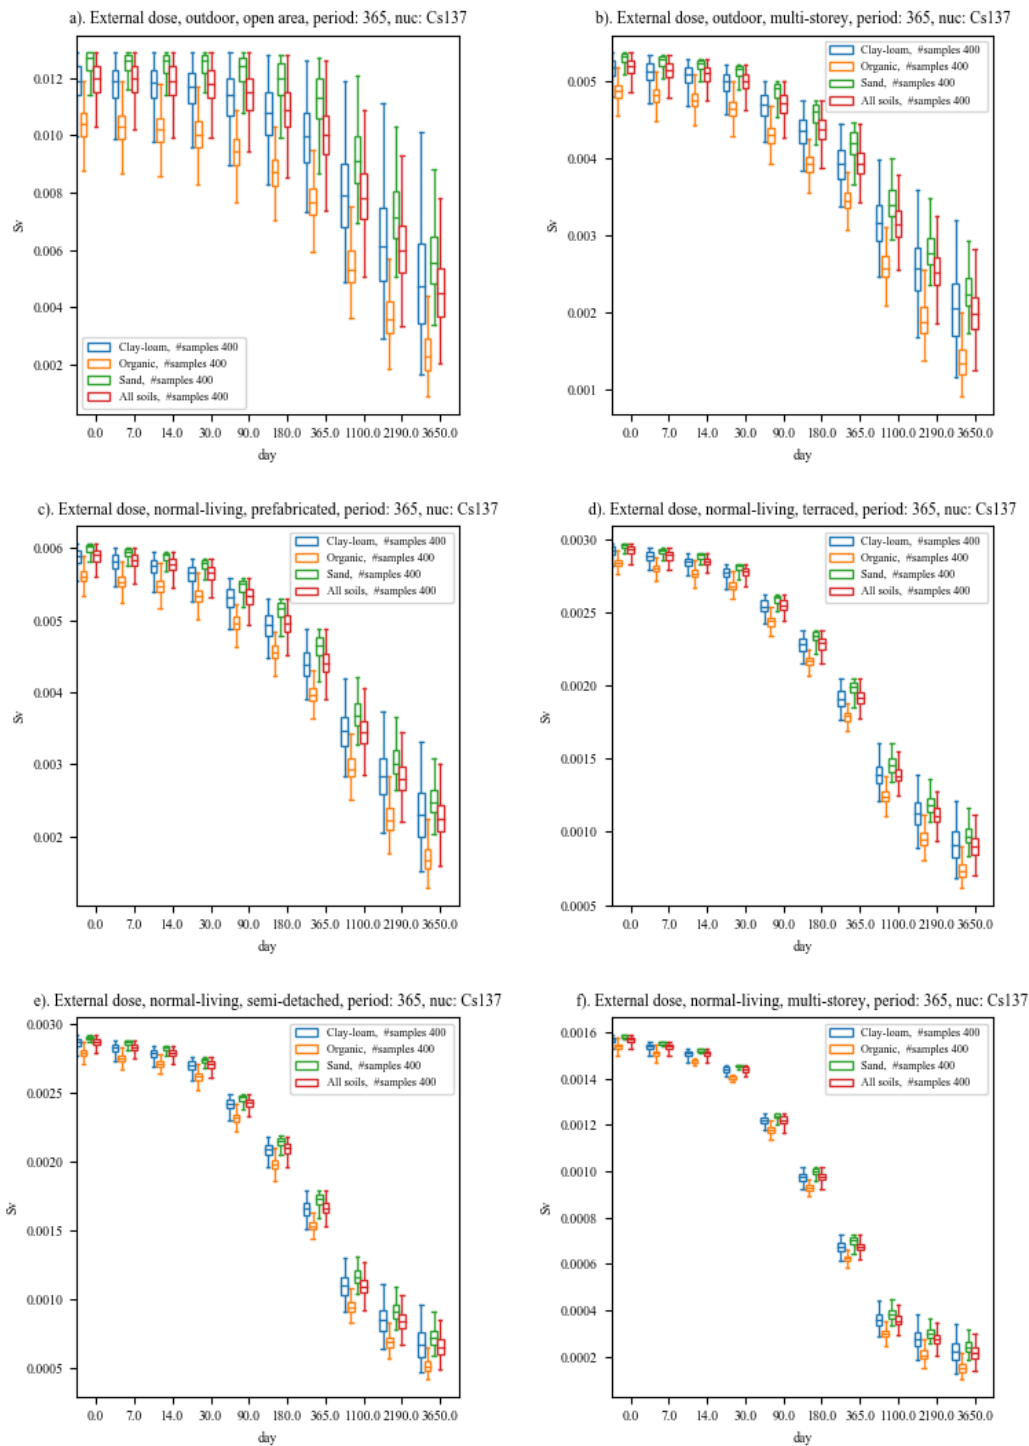 a). External dose, outdoor, open area, period: 365, nuc: Cs137
0.012
0.010
0.008
0.006
0.004
0.002
Sv
Clay-loam, #samples 400
Organic, #samples 400
Sand, #samples 400
All soils, #samples 400
0.0 7.0 14.0 30.0 90.0 180.0 365.0 1100.0 2190.0 3650.0
day
b). External dose, outdoor, multi-storey, period: 365, nuc: Cs137
0.005
0.004
0.003
0.002
0.001
Sv
Clay-loam, #samples 400
Organic, #samples 400
Sand, #samples 400
All soils, #samples 400
0.0 7.0 14.0 30.0 90.0 180.0 365.0 1100.0 2190.0 3650.0
day
c). External dose, normal-living, prefabricated, period: 365, nuc: Cs137
0.006
0.005
0.004
0.003
0.002
Sv
Clay-loam, #samples 400
Organic, #samples 400
Sand, #samples 400
All soils, #samples 400
0.0 7.0 14.0 30.0 90.0 180.0 365.0 1100.0 2190.0 3650.0
day
d). External dose, normal-living, terraced, period: 365, nuc: Cs137
0.0030
0.0025
0.0020
0.0015
0.0010
0.0005
Sv
Clay-loam, #samples 400
Organic, #samples 400
Sand, #samples 400
All soils, #samples 400
0.0 7.0 14.0 30.0 90.0 180.0 365.0 1100.0 2190.0 3650.0
day
e). External dose, normal-living, semi-detached, period: 365, nuc: Cs137
0.0030
0.0025
0.0020
0.0015
0.0010
0.0005
Sv
Clay-loam, #samples 400
Organic, #samples 400
Sand, #samples 400
All soils, #samples 400
0.0 7.0 14.0 30.0 90.0 180.0 365.0 1100.0 2190.0 3650.0
day
f). External dose, normal-living, multi-storey, period: 365, nuc: Cs137
0.0016
0.0014
0.0012
0.0010
0.0008
0.0006
0.0004
0.0002
Sv
Clay-loam, #samples 400
Organic, #samples 400
Sand, #samples 400
All soils, #samples 400
0.0 7.0 14.0 30.0 90.0 180.0 365.0 1100.0 2190.0 3650.0
day